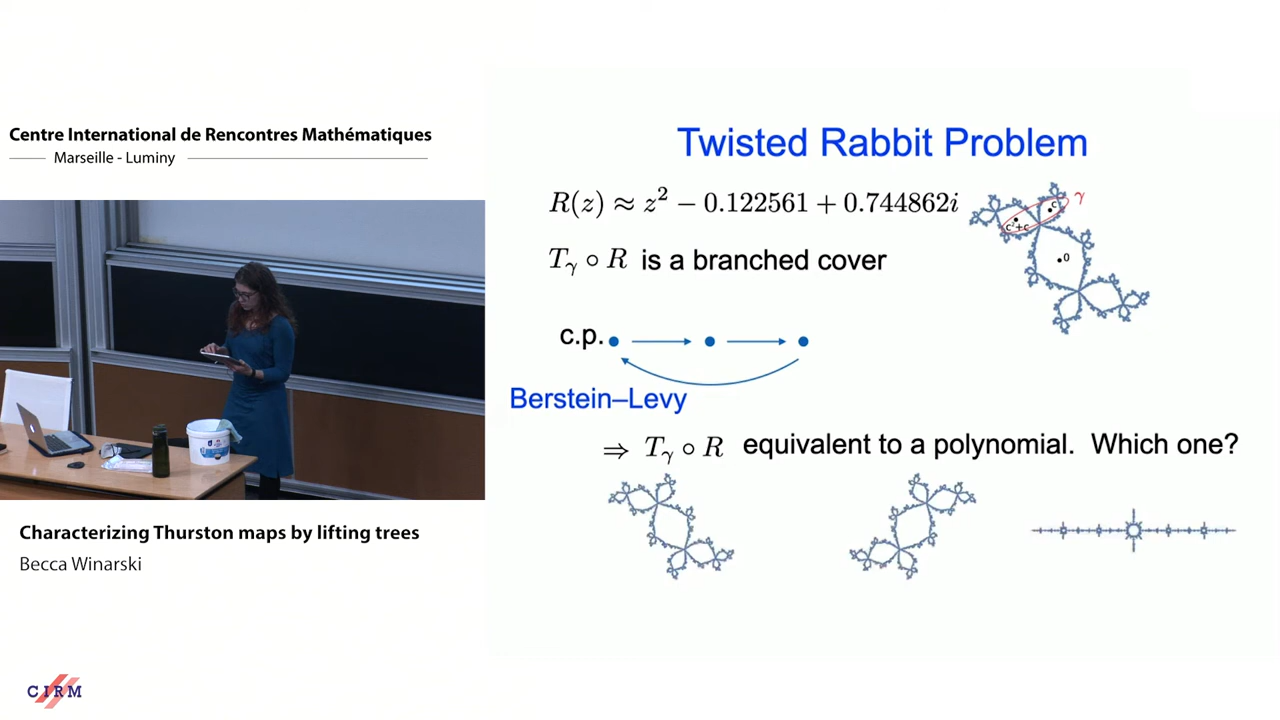 Centre International de Rencontres Mathématiques
Marseille - Luminy
Twisted Rabbit Problem
R(z) ≈ z² − 0.122561 + 0.744862i
γ
c
c²+c
0
T_γ ∘ R is a branched cover
c.p.
Berstein–Levy
⇒ T_γ ∘ R equivalent to a polynomial. Which one?
Characterizing Thurston maps by lifting trees
Becca Winarski
CIRM